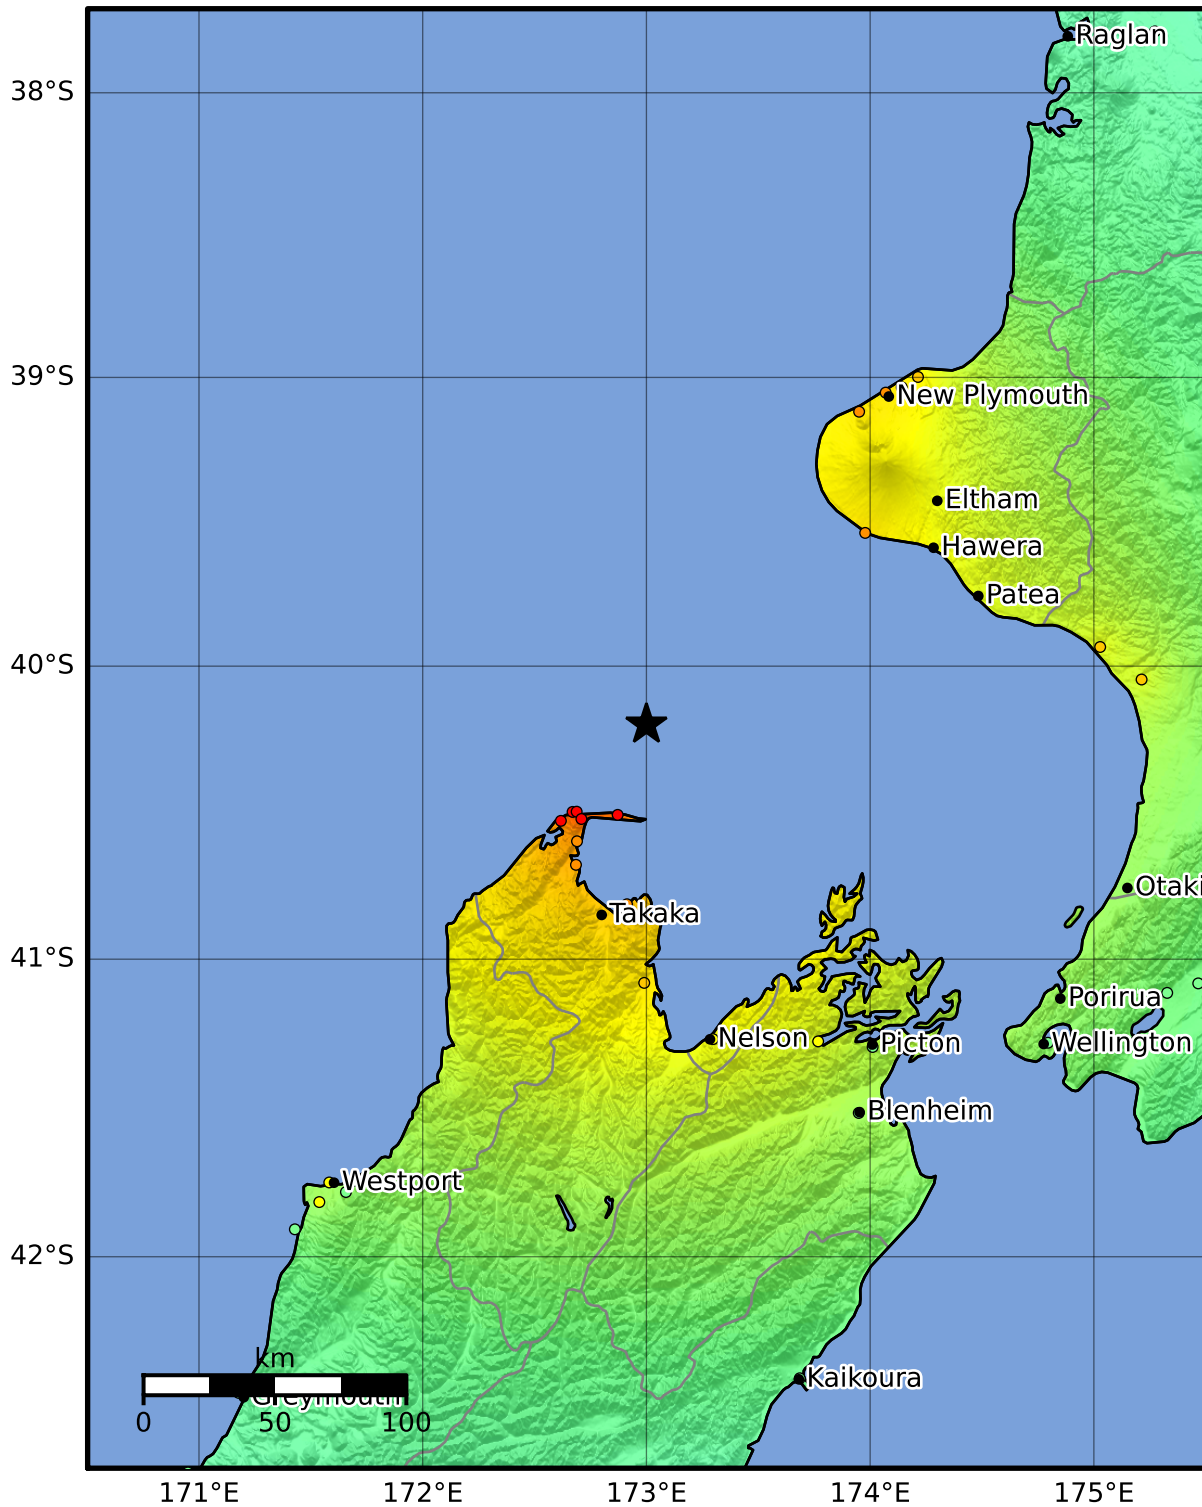 Raglan
38°S
39°S
New Plymouth
Eltham
Hawera
Patea
40°S
Otaki
Takaka
41°S
Porirua
Nelson
Picton
Wellington
Blenheim
Westport
42°S
km
Kaikoura
Greymouth
0 50 100
171°E 172°E 173°E 174°E 175°E